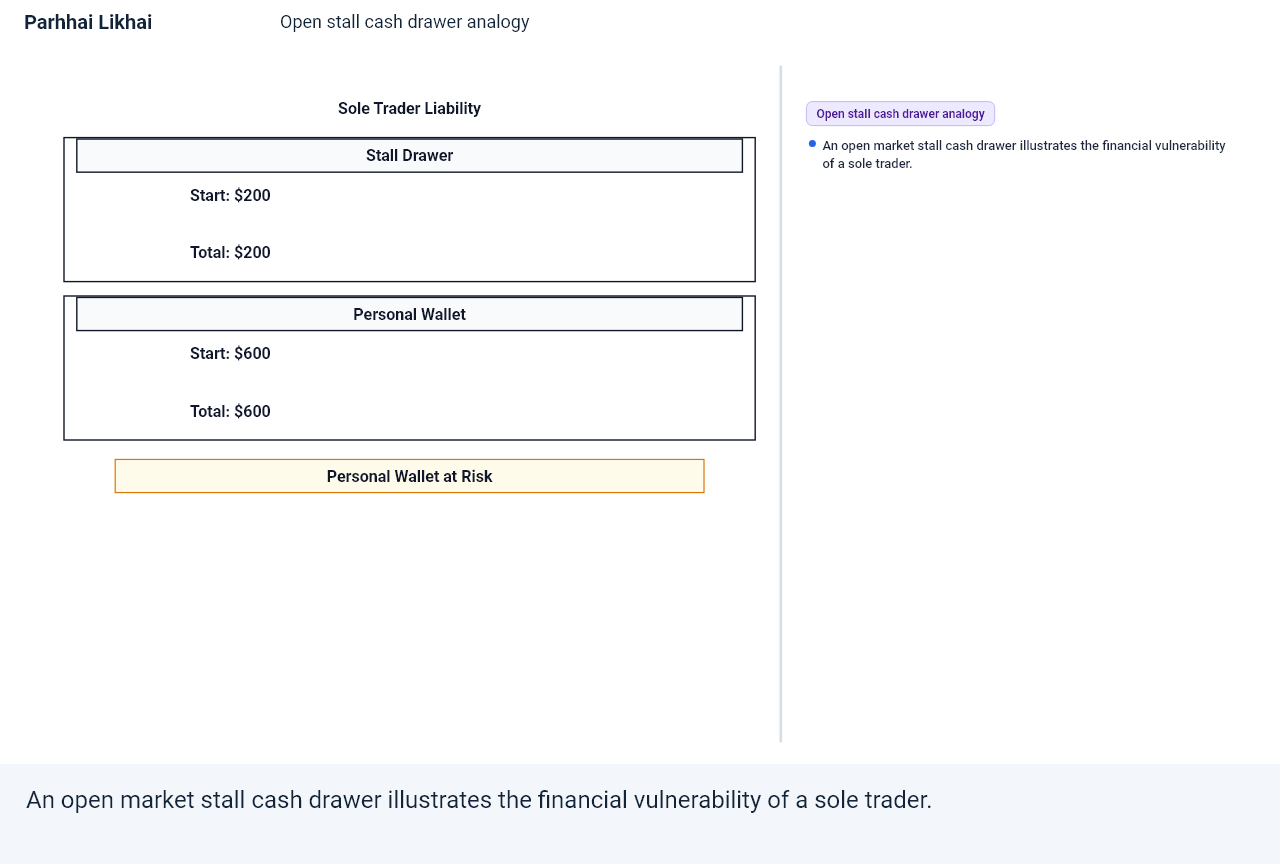 Parhhai Likhai
Open stall cash drawer analogy
Sole Trader Liability
Stall Drawer
Start: $200
Total: $200
Personal Wallet
Start: $600
Total: $600
Personal Wallet at Risk
Open stall cash drawer analogy
An open market stall cash drawer illustrates the financial vulnerability
of a sole trader.
An open market stall cash drawer illustrates the financial vulnerability of a sole trader.